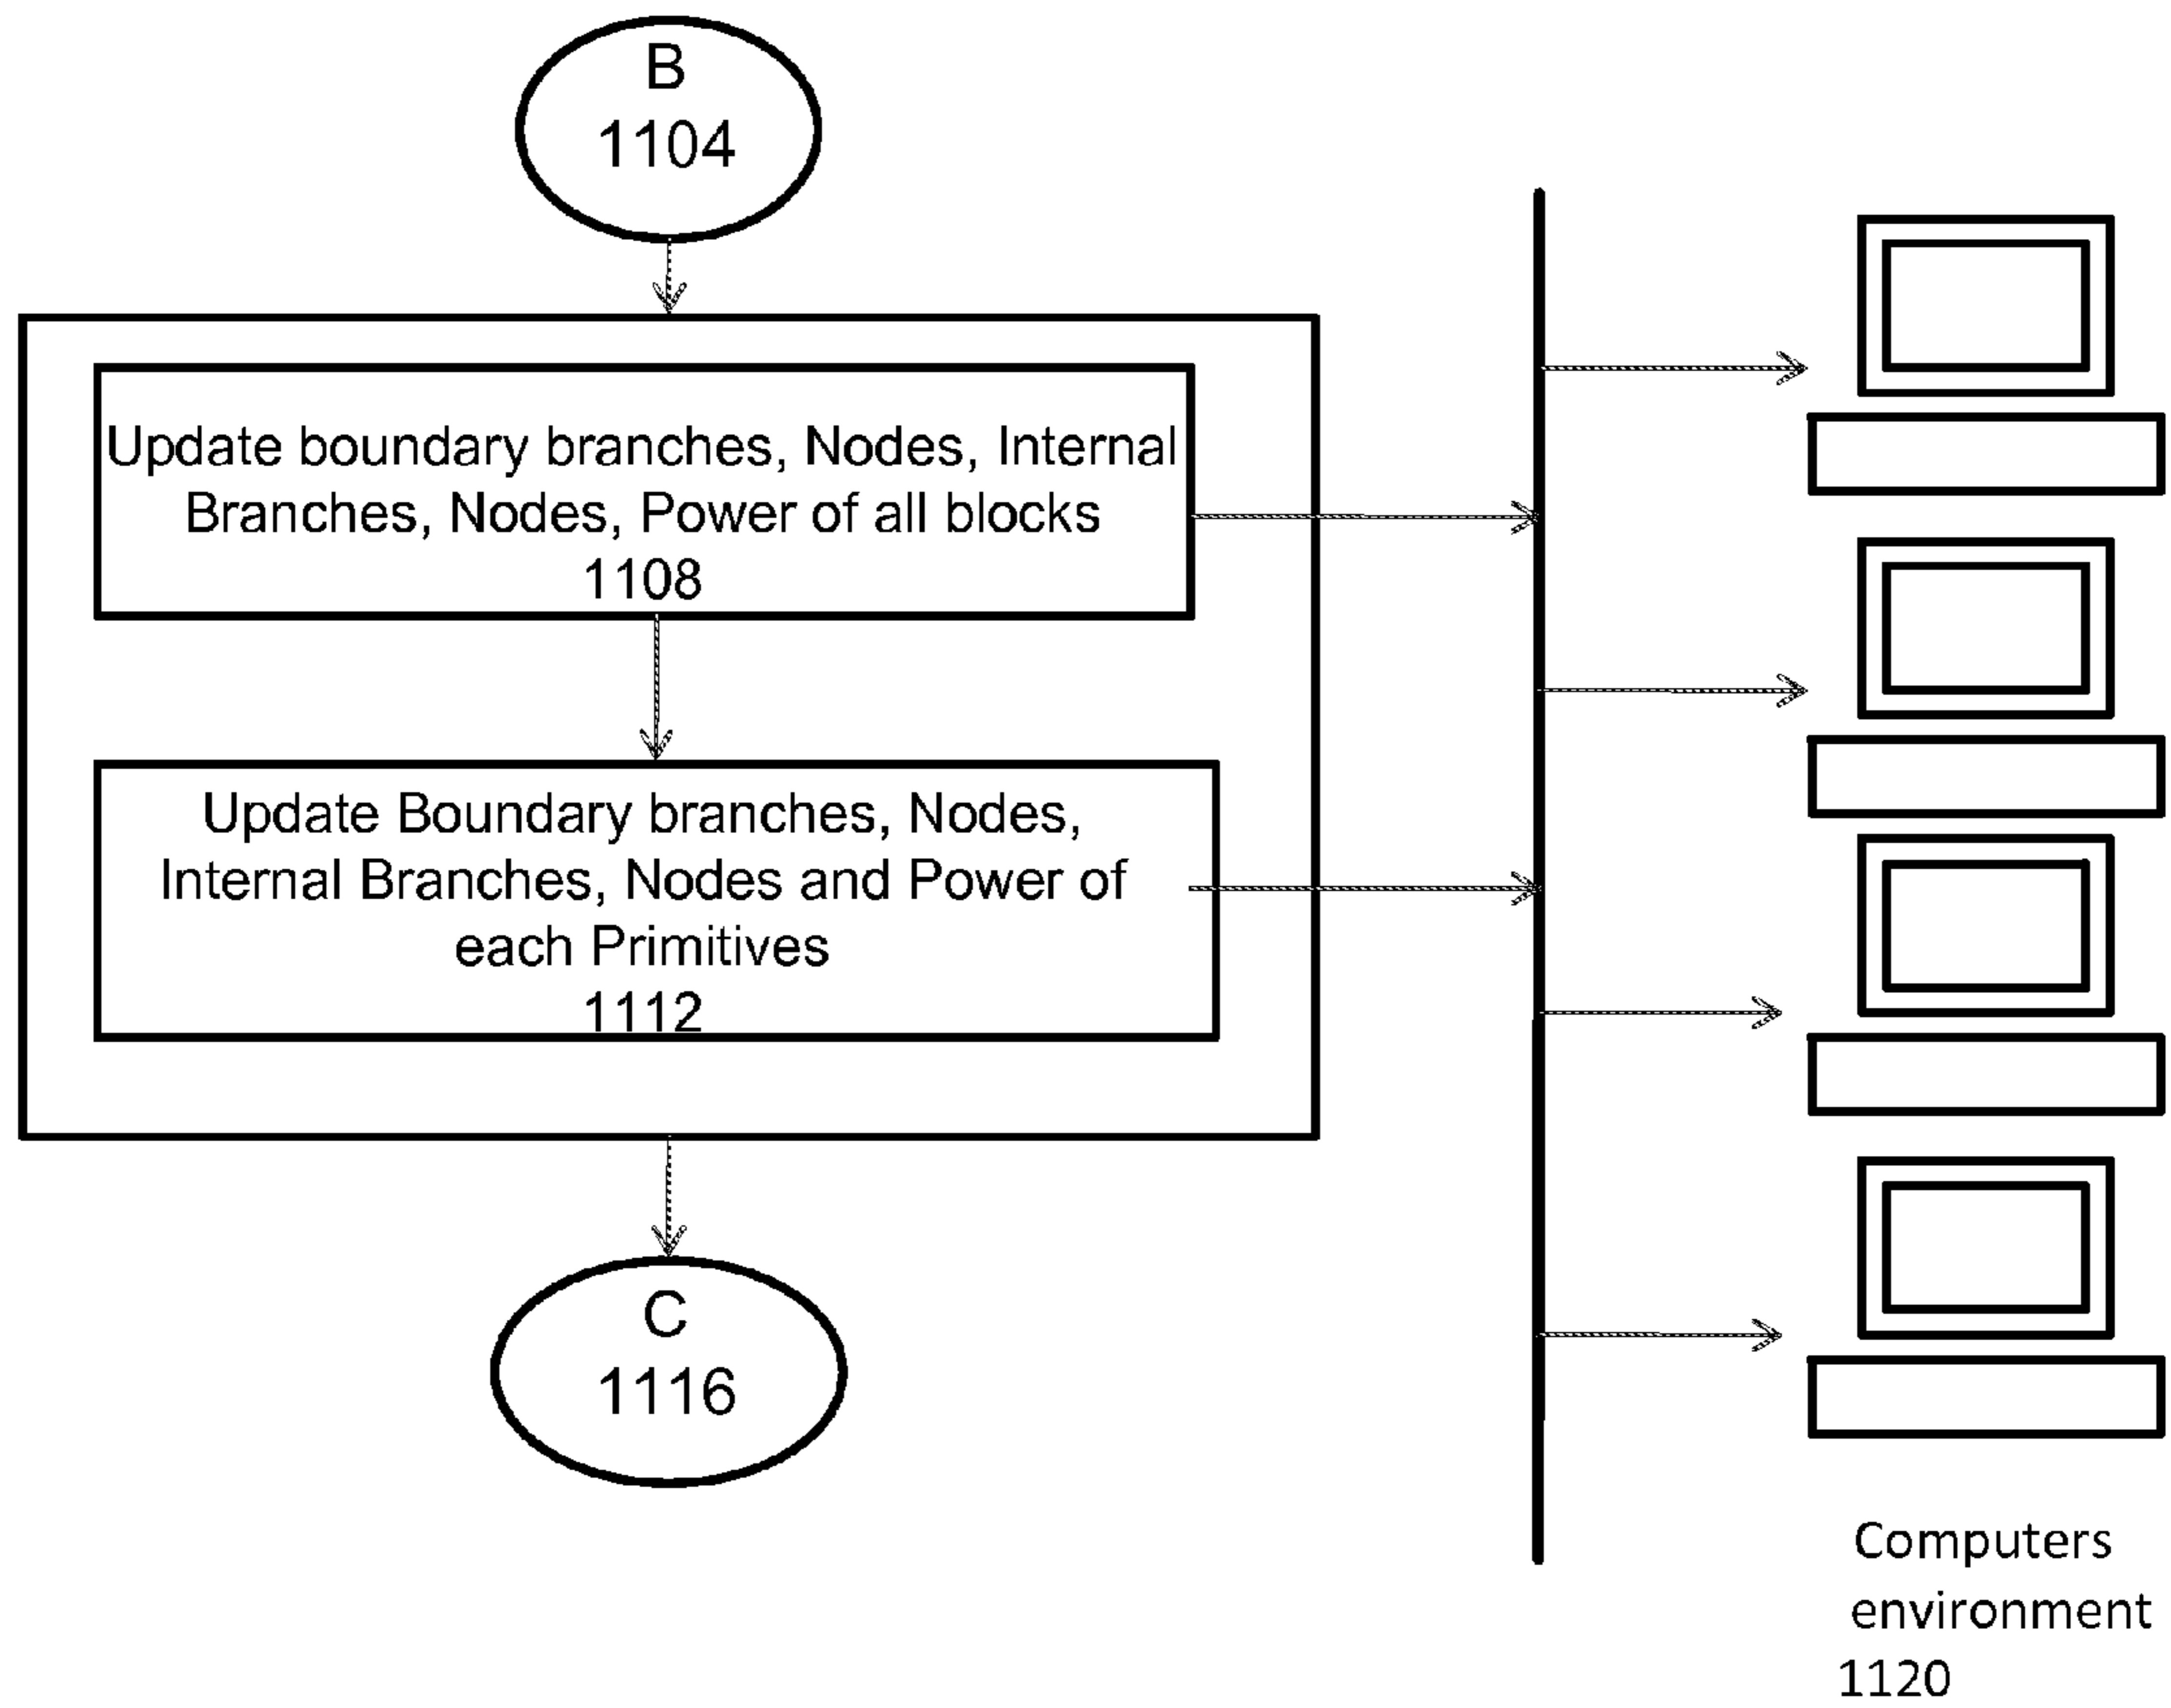 B
1104
Update boundary branches, Nodes, Internal
Branches, Nodes, Power of all blocks
1108
Update Boundary branches, Nodes,
Internal Branches, Nodes and Power of
each Primitives
1112
C
1116
Computers
environment
1120